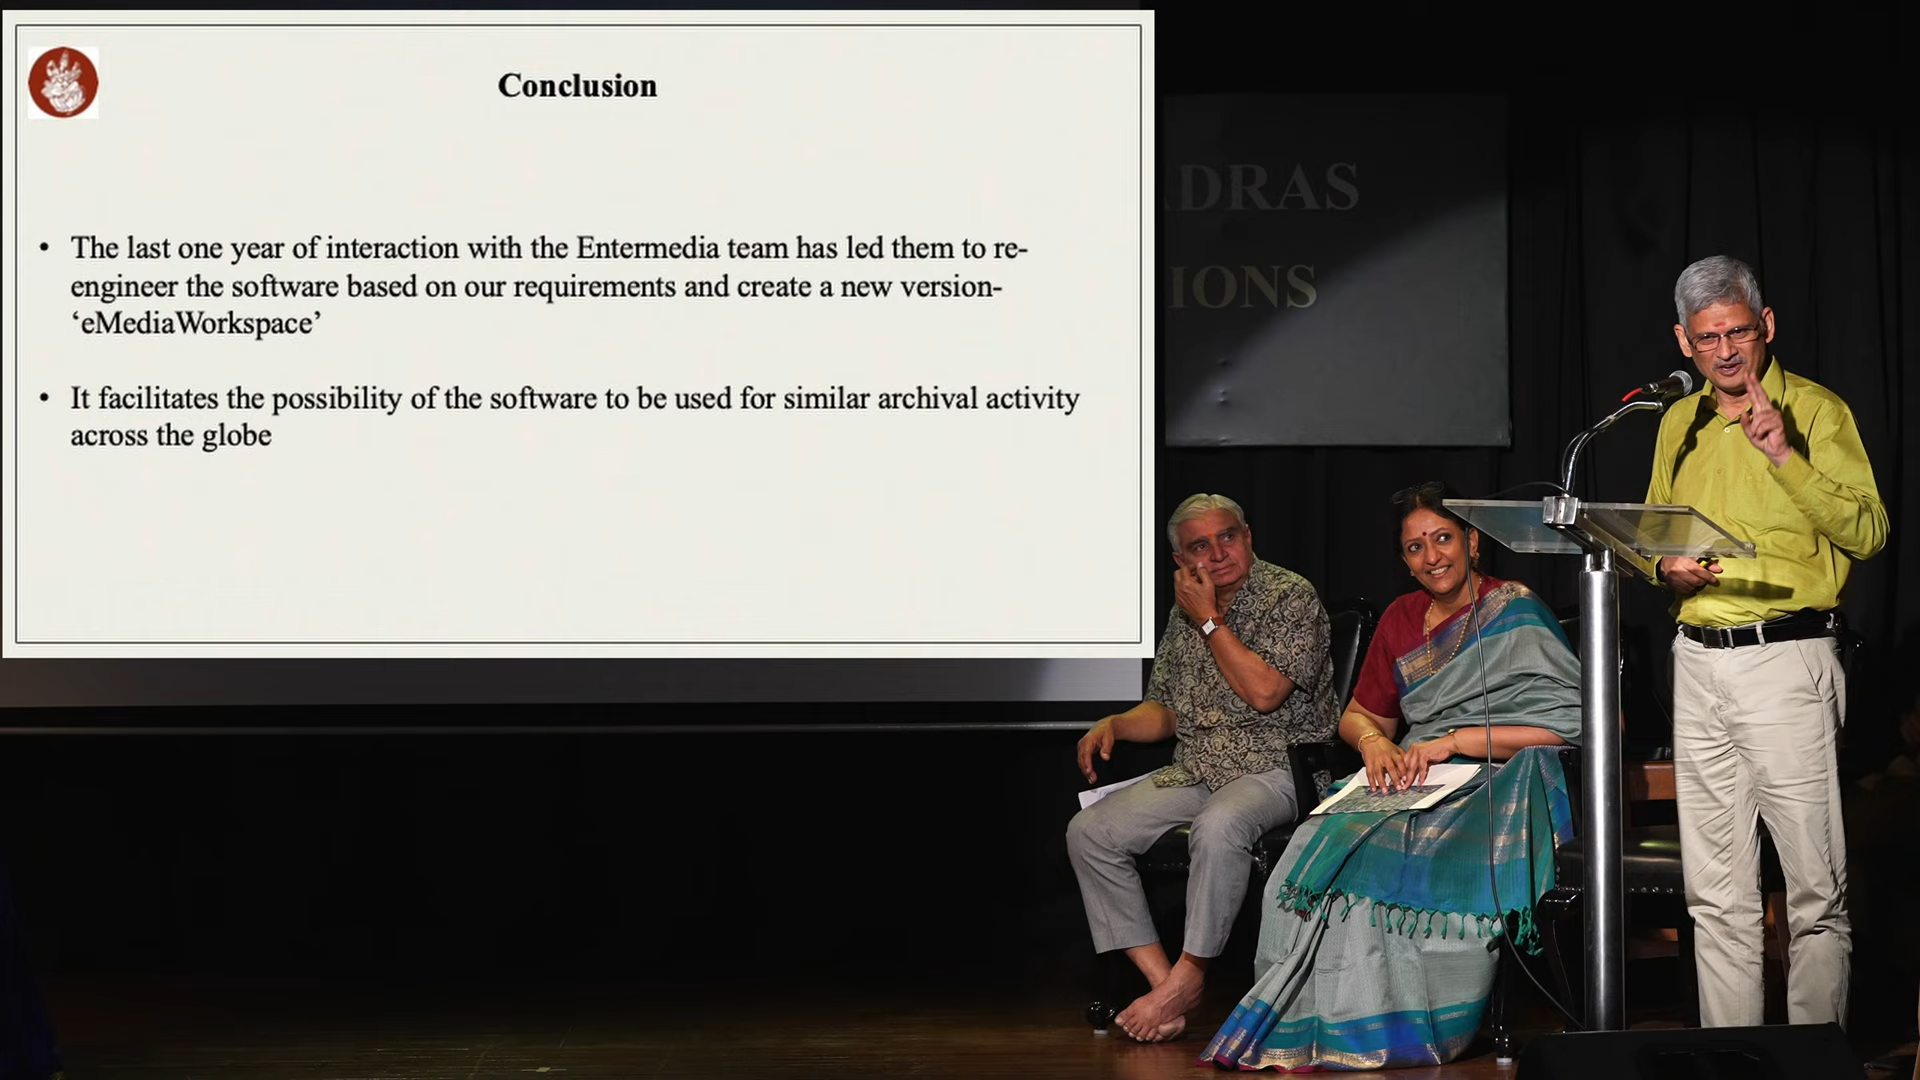 Conclusion
• The last one year of interaction with the Entermedia team has led them to re-
engineer the software based on our requirements and create a new version-
‘eMediaWorkspace’
• It facilitates the possibility of the software to be used for similar archival activity
across the globe
DRAS
IONS